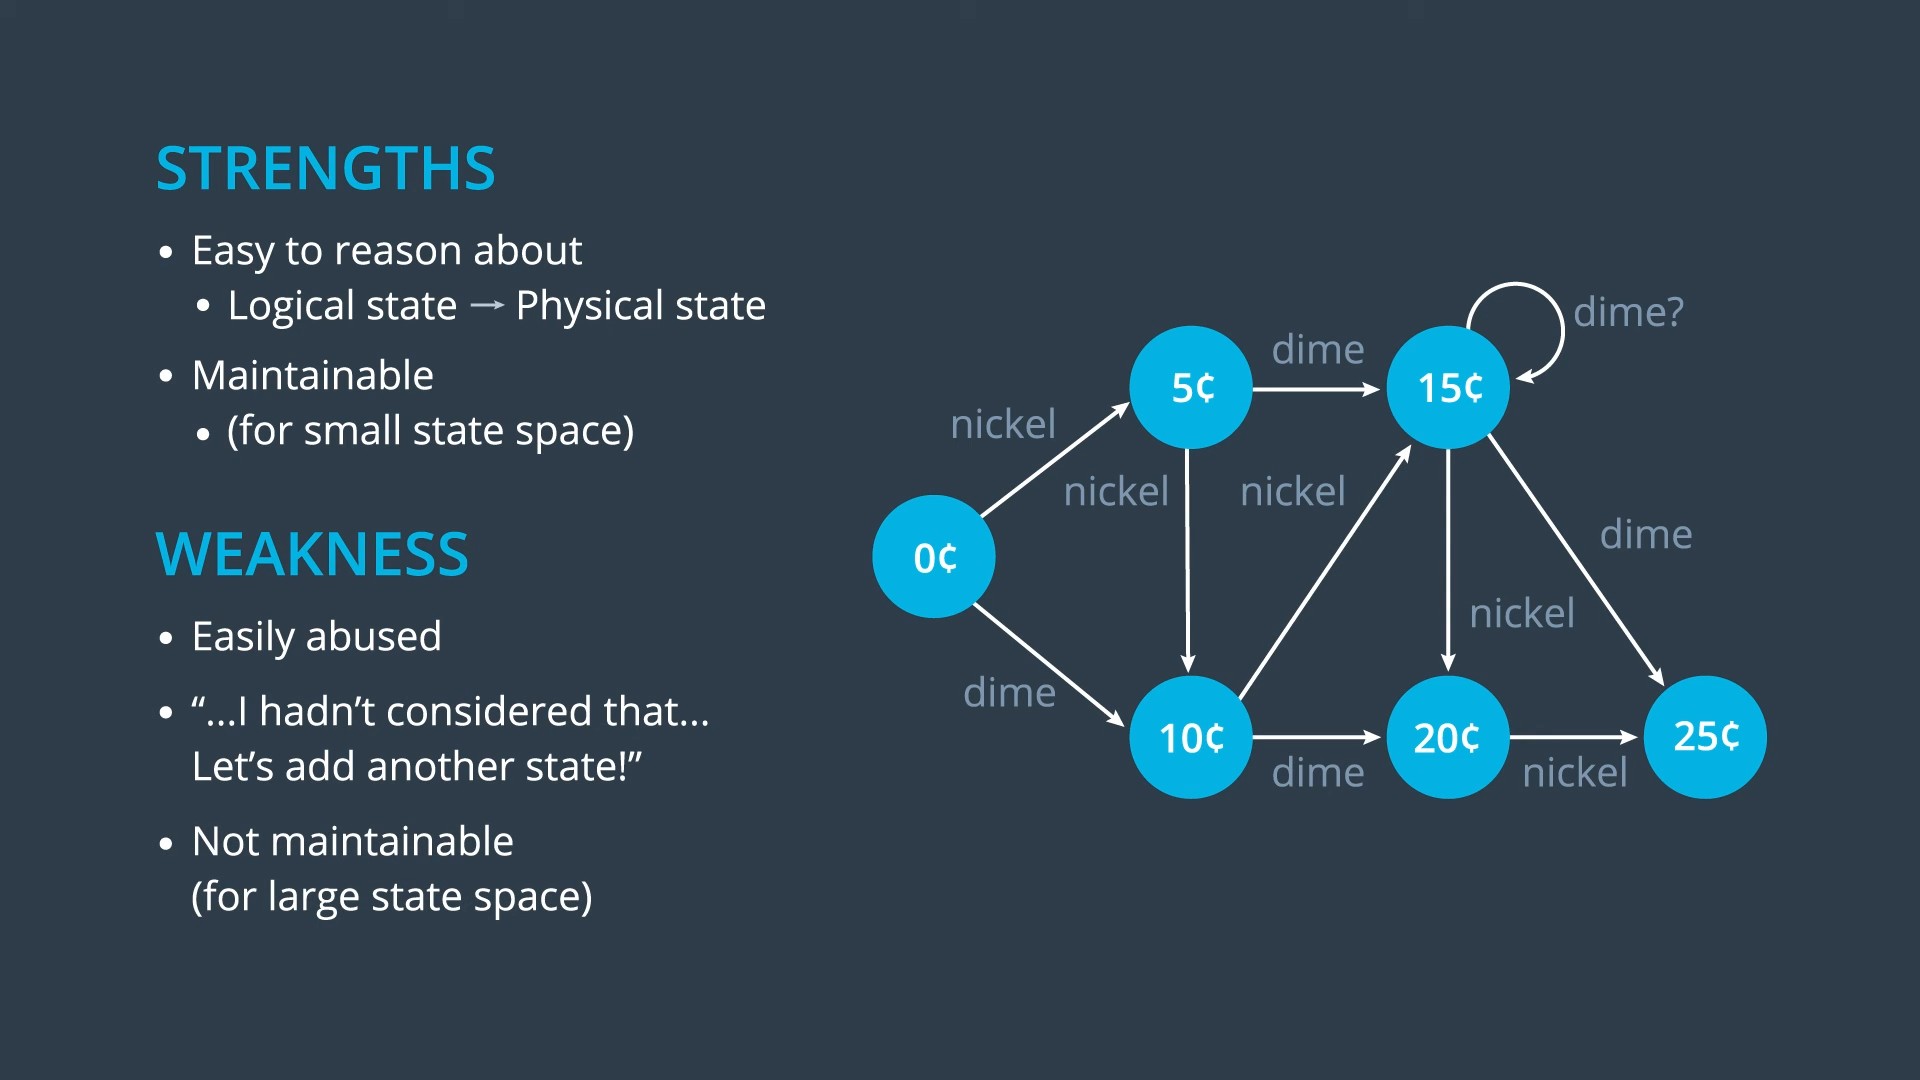 STRENGTHS
• Easy to reason about
• Logical state → Physical state
• Maintainable
• (for small state space)
WEAKNESS
• Easily abused
• “...I hadn’t considered that...
Let’s add another state!”
• Not maintainable
(for large state space)
dime?
dime
5¢
15¢
nickel
nickel
nickel
dime
0¢
nickel
dime
10¢
20¢
25¢
dime
nickel